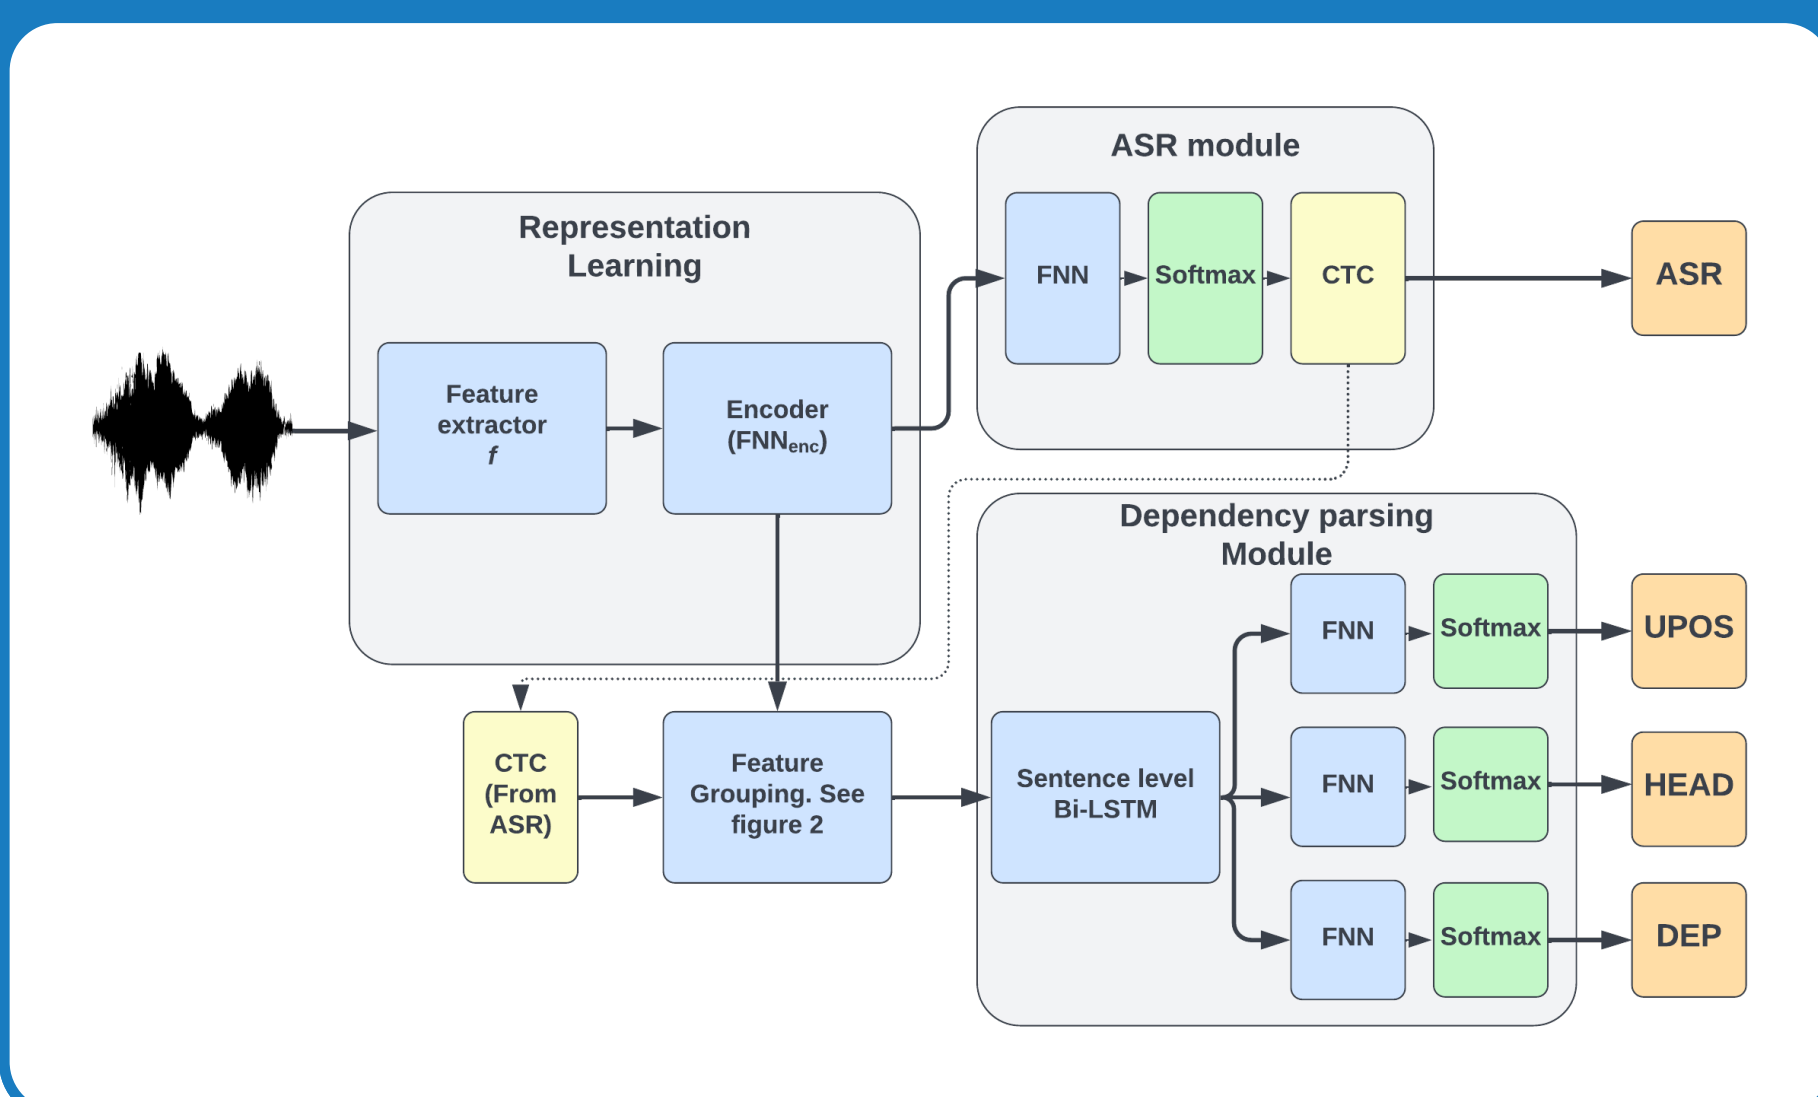 Representation
Learning
Feature
extractor
f
Encoder
(FNNenc)
ASR module
FNN
Softmax
CTC
ASR
CTC
(From
ASR)
Feature
Grouping. See
figure 2
Dependency parsing
Module
Sentence level
Bi-LSTM
FNN
Softmax
UPOS
FNN
Softmax
HEAD
FNN
Softmax
DEP